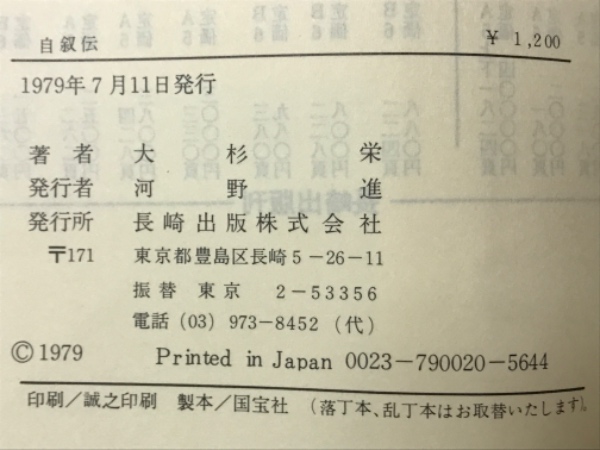 自叙伝 ¥ 1,200
1979年7月11日発行
著者 大杉栄
発行者 河野進
発行所 長崎出版株式会社
〒171 東京都豊島区長崎5-26-11
振替 東京 2-53356
電話(03) 973-8452 (代)
©1979 Printed in Japan 0023-790020-5644
印刷/誠之印刷 製本/国宝社 (落丁本、乱丁本はお取替いたします)。